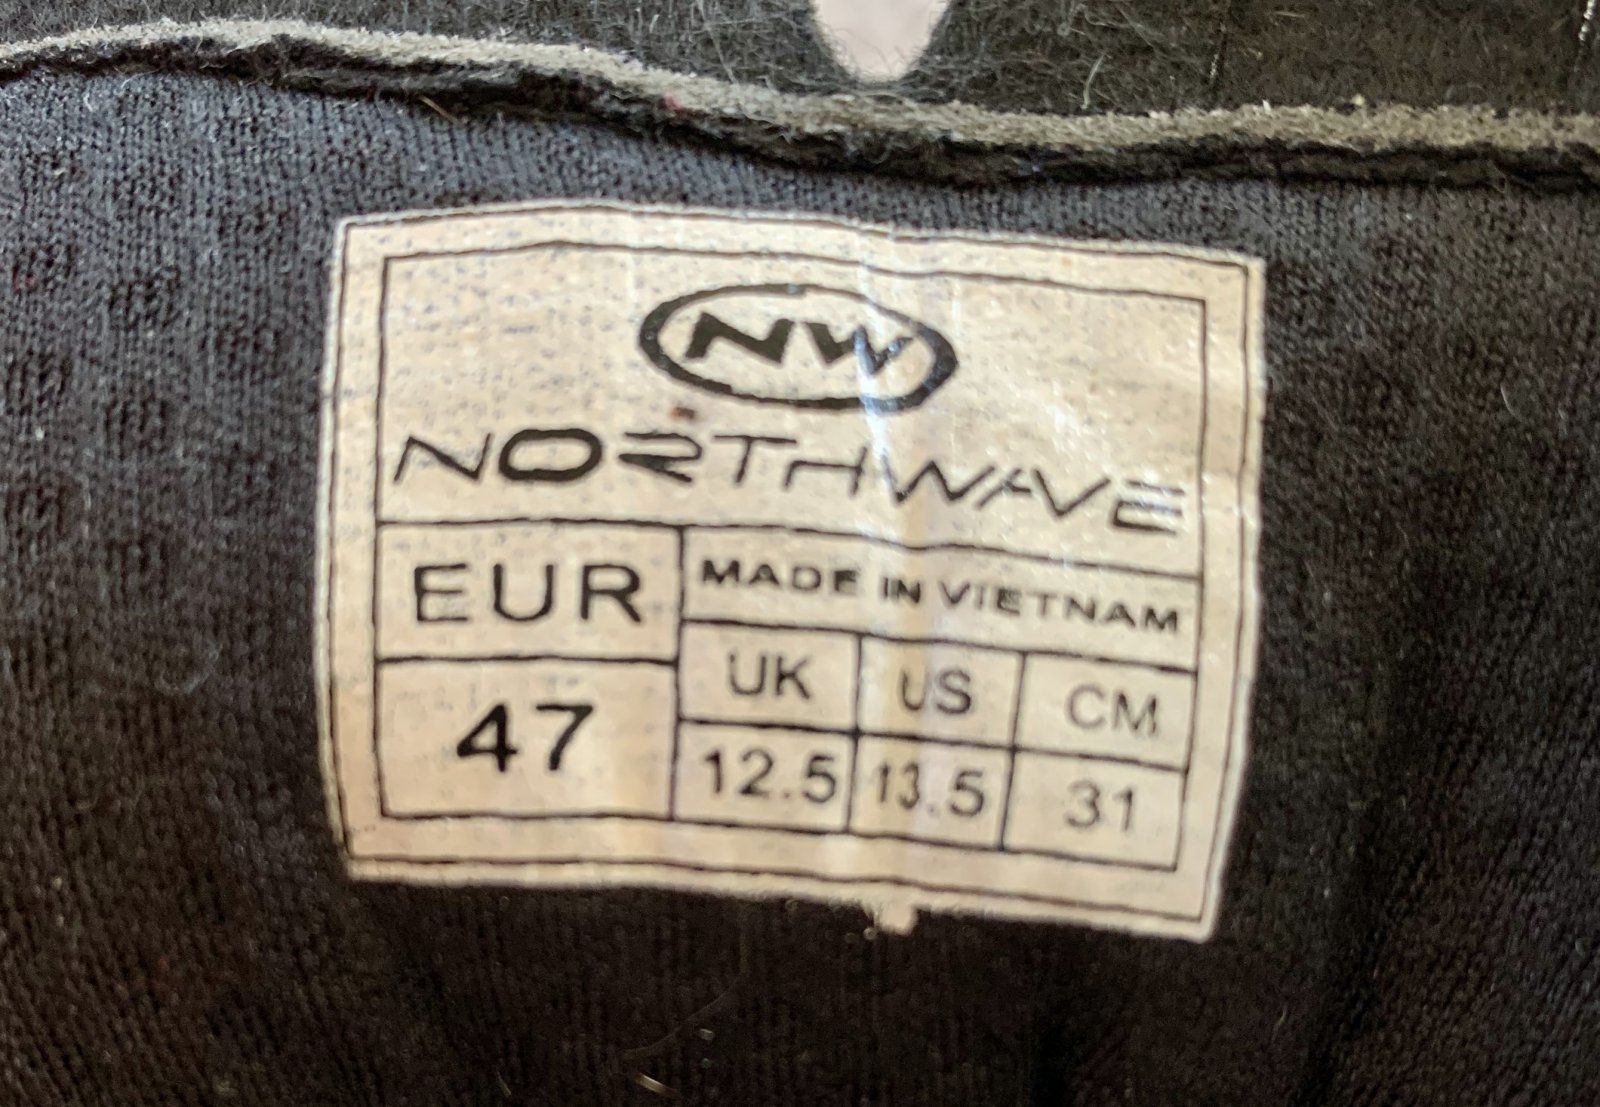 NW
NORTHWAVE
EUR MADE IN VIETNAM
UK US CM
47 12.5 13.5 31